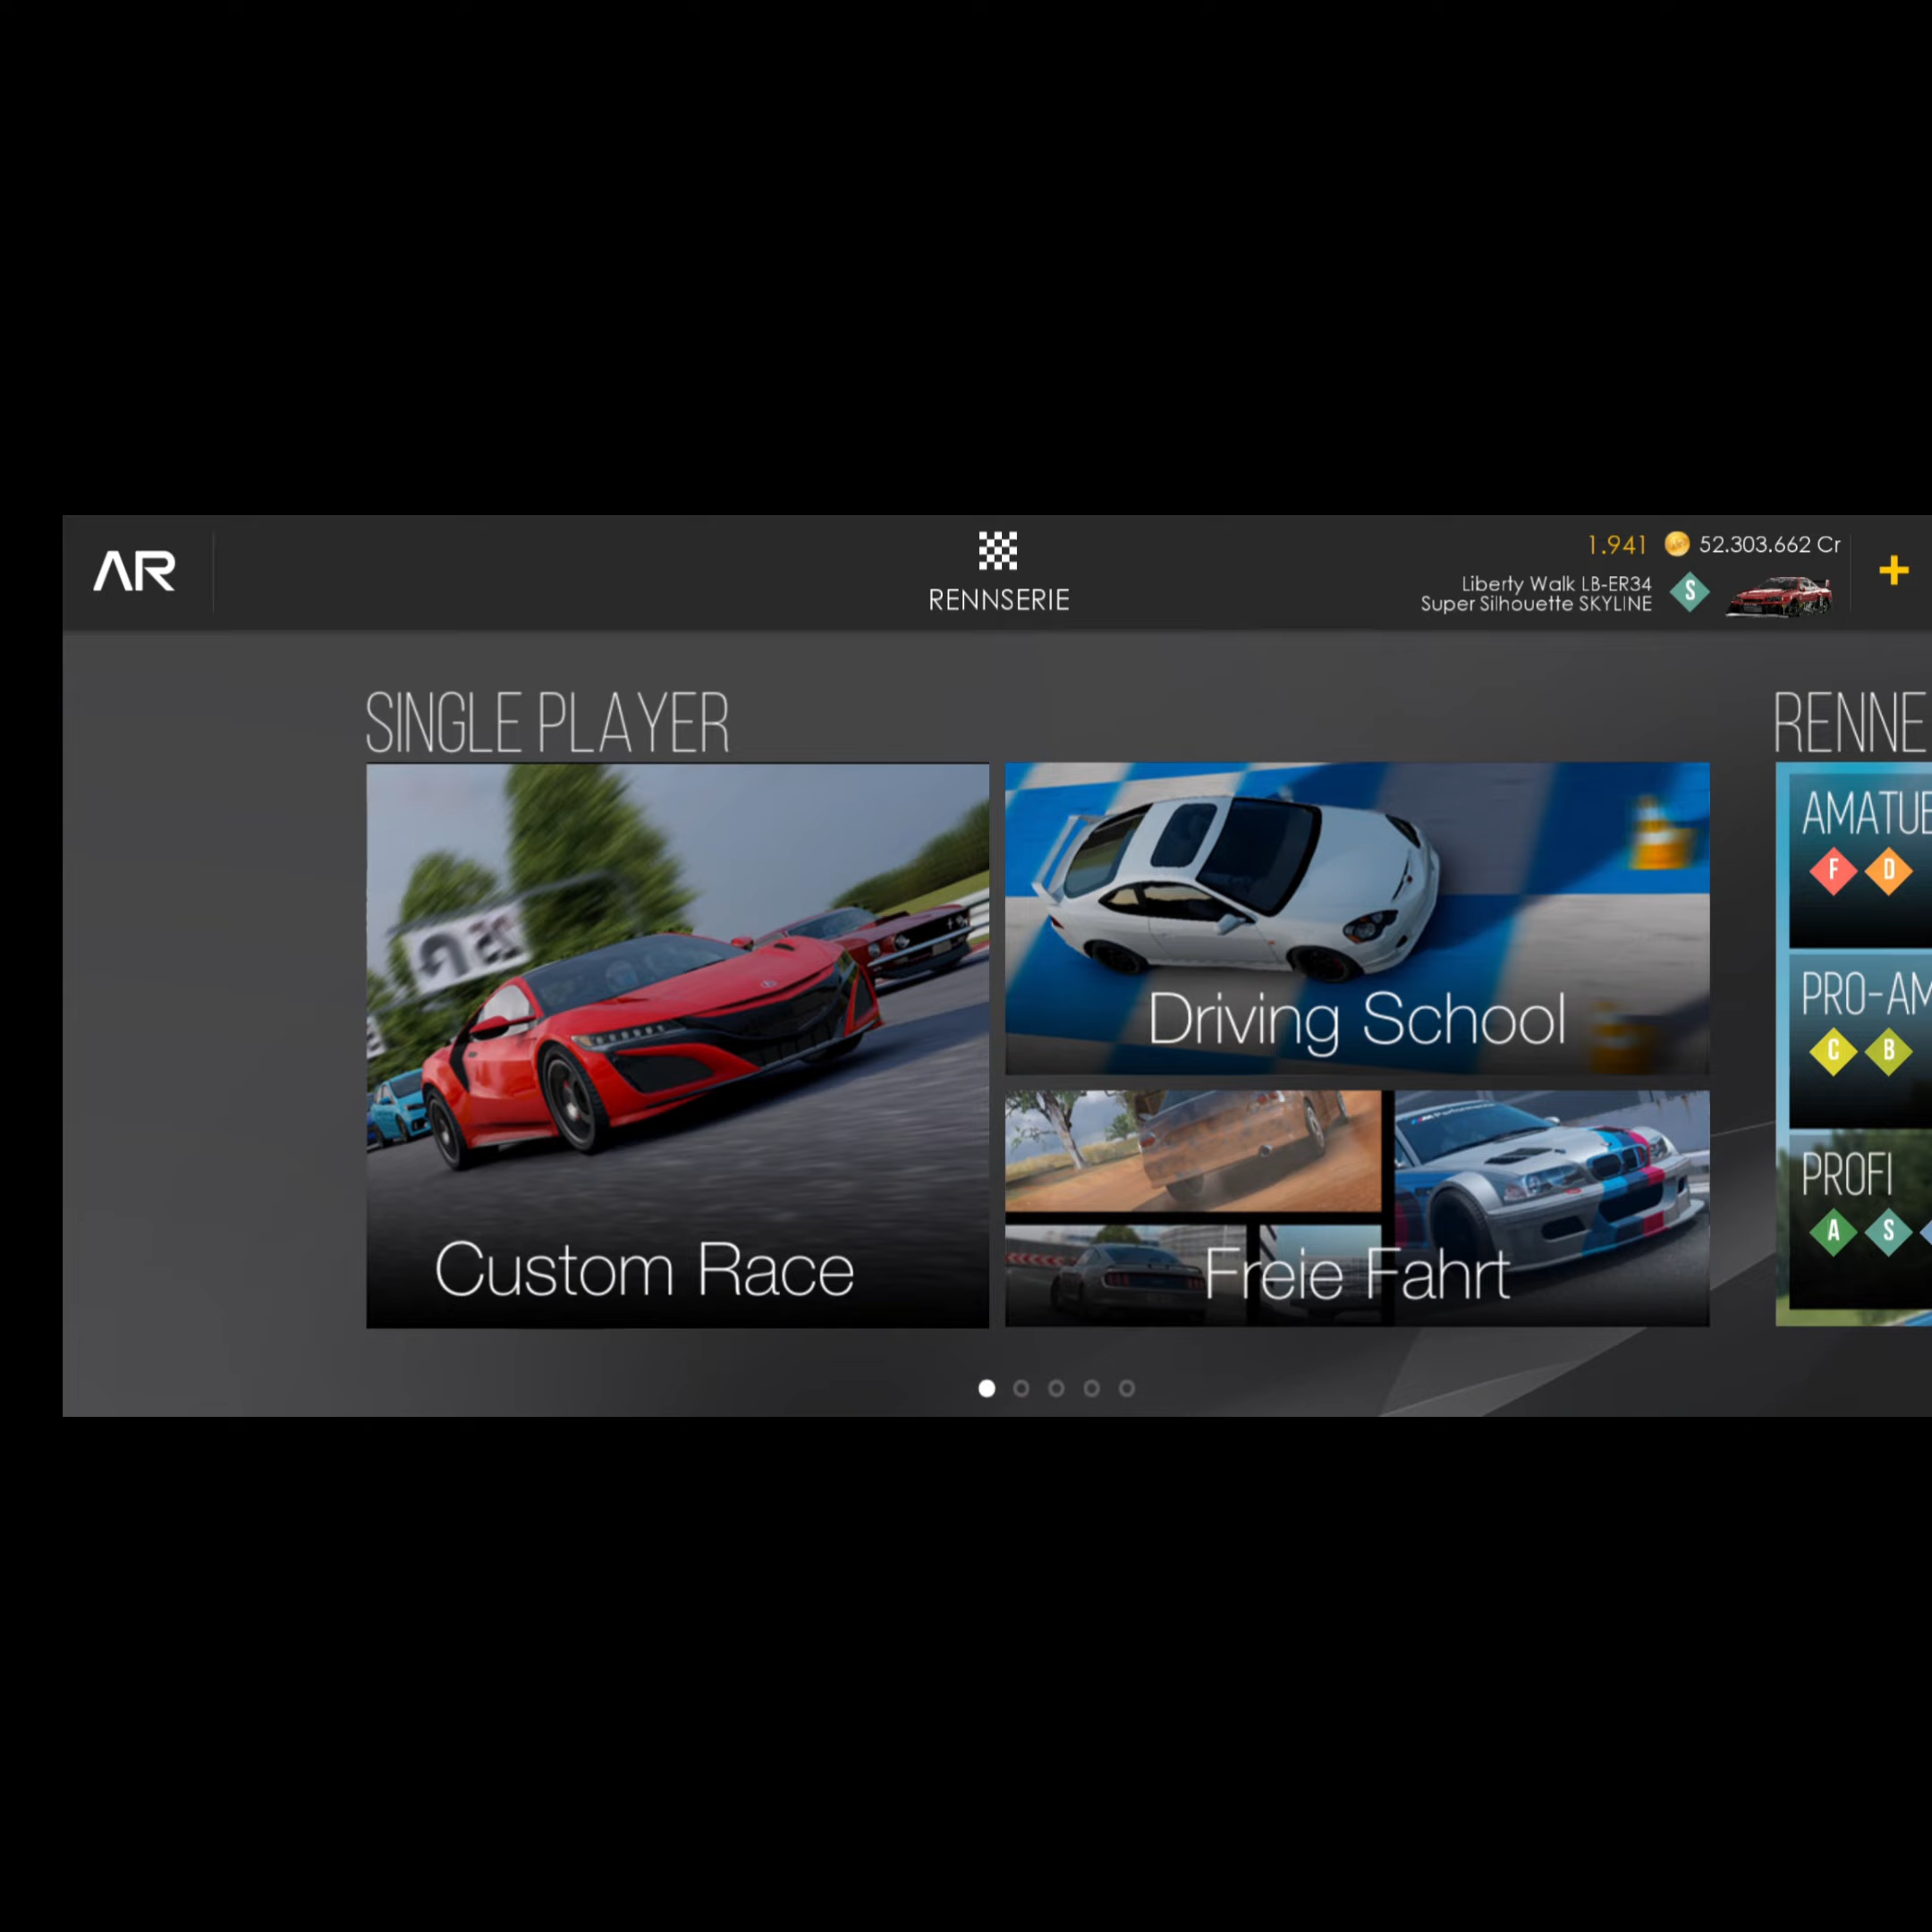 AR
RENNSERIE
1.941
52.303.662 Cr
Liberty Walk LB-ER34
Super Silhouette SKYLINE
S
SINGLE PLAYER
Custom Race
Driving School
Freie Fahrt
RENNE
AMATUE
F D
PRO-AM
C B
PROFI
A S